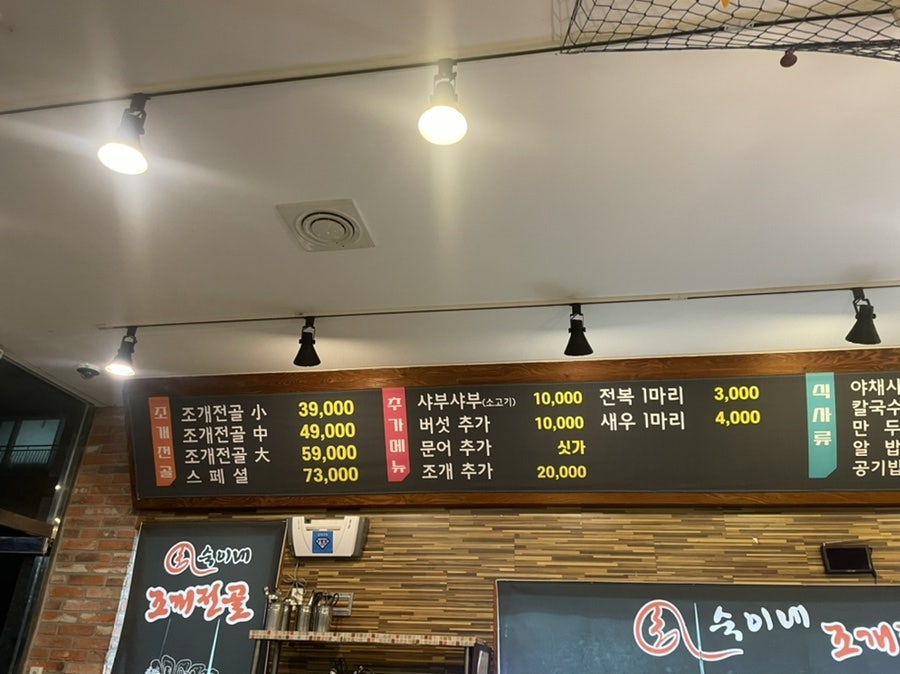 조개전골
조개전골 小 39,000
조개전골 中 49,000
조개전골 大 59,000
스 페 셜 73,000
추가메뉴
샤부샤부(소고기) 10,000
버섯 추가 10,000
문어 추가 싯가
조개 추가 20,000
전복 1마리 3,000
새우 1마리 4,000
식사류
야채사
칼국수
만 두
알 밥
공기밥
숙이네
조개전골
숙이네
조개